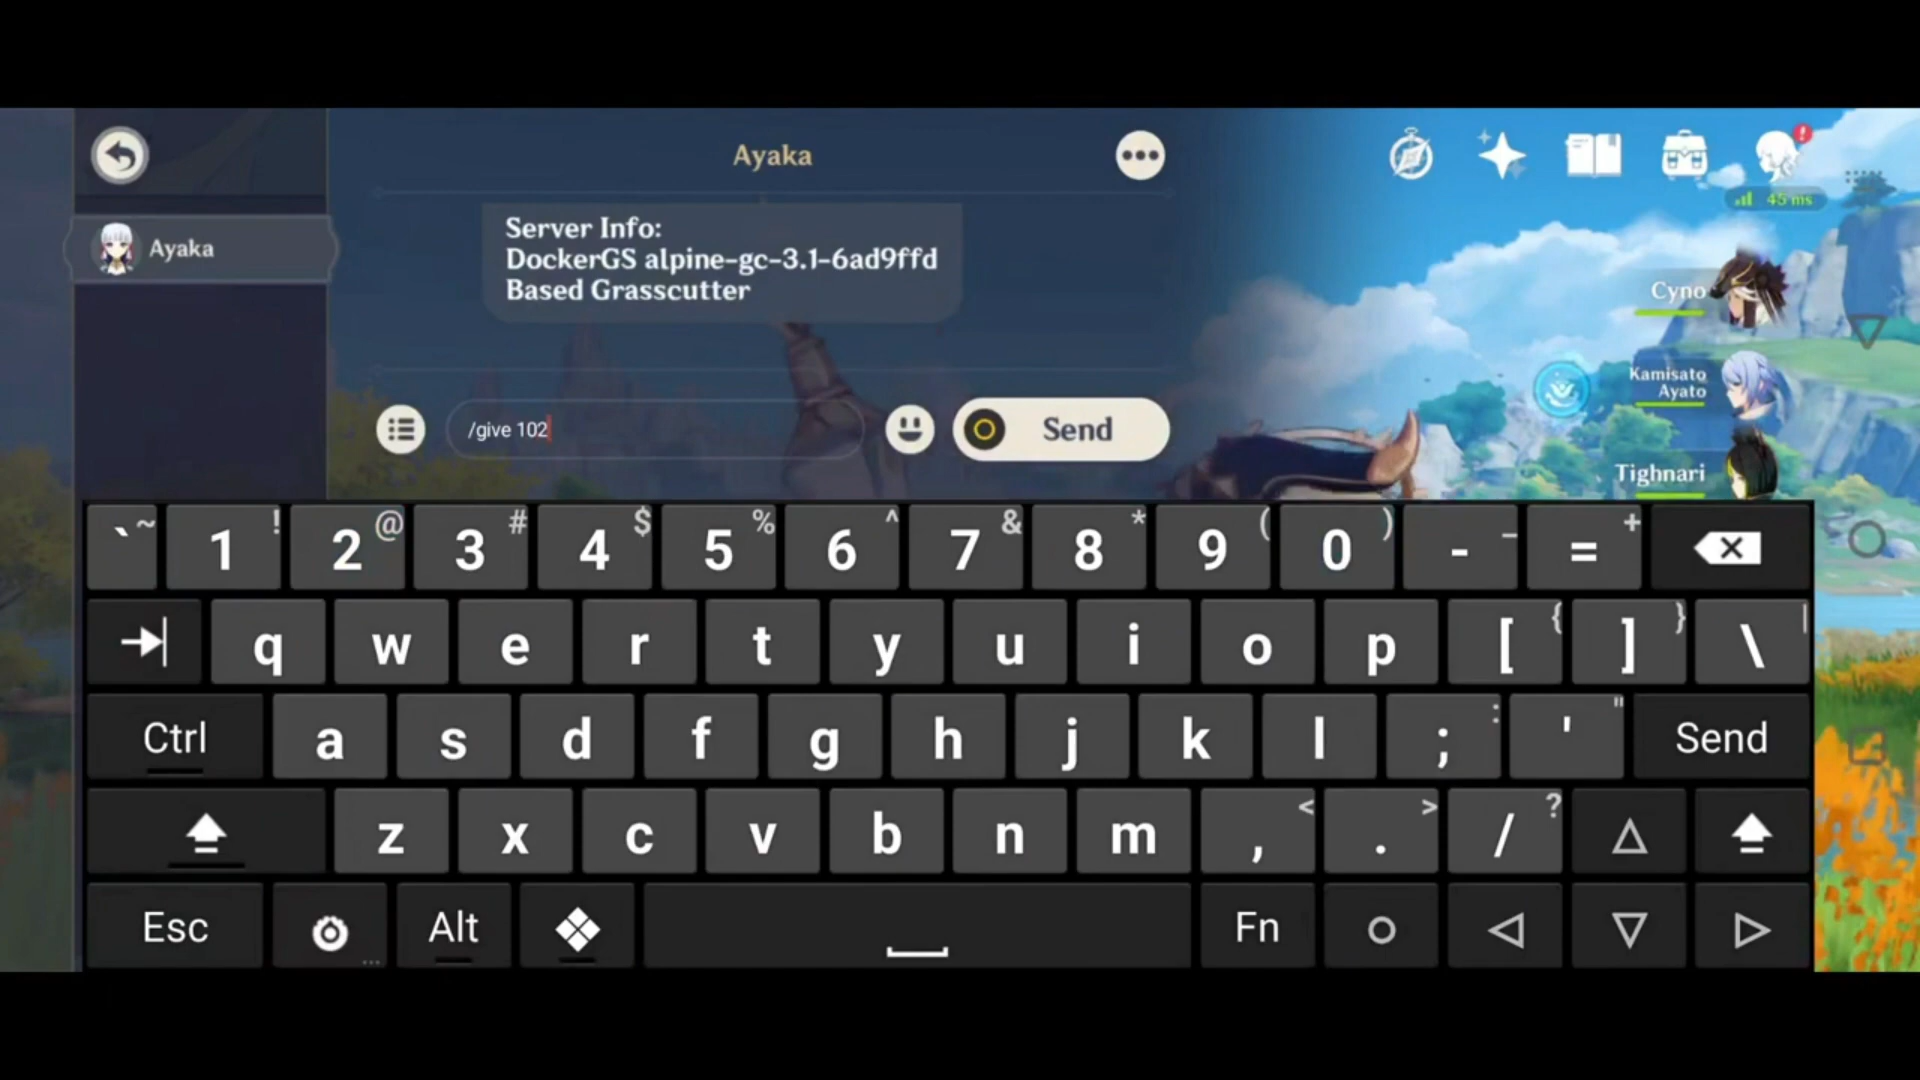 Ayaka
45 ms
Ayaka
Server Info:
DockerGS alpine-gc-3.1-6ad9ffd
Based Grasscutter
Cyno
Kamisato
Ayato
/give 102
Send
Tighnari
` ~ 1 ! 2 @ 3 # 4 $ 5 % 6 ^ 7 & 8 * 9 ( 0 ) - _ = +
q w e r t y u i o p [ { ] } \ |
Ctrl a s d f g h j k l ; : ' " Send
z x c v b n m , < . > / ?
Esc Alt Fn